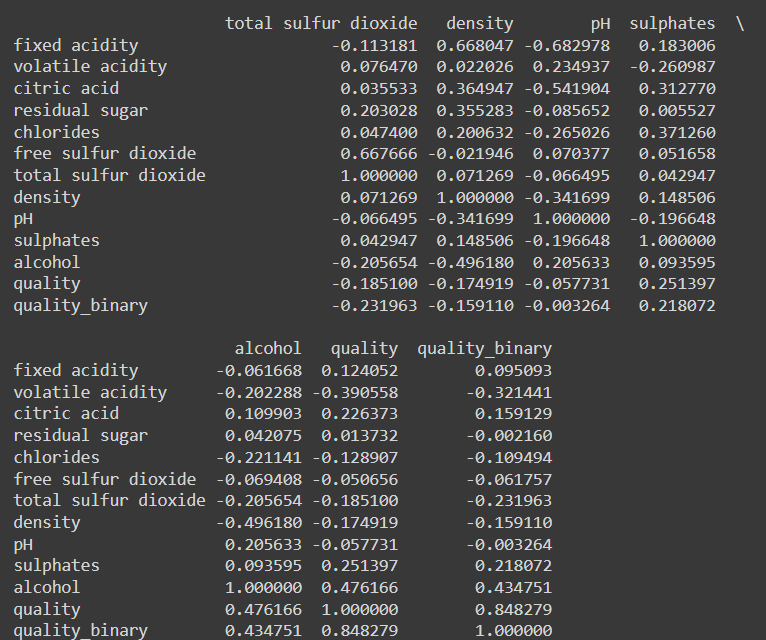 total sulfur dioxide density pH sulphates \
fixed acidity -0.113181 0.668047 -0.682978 0.183006
volatile acidity 0.076470 0.022026 0.234937 -0.260987
citric acid 0.035533 0.364947 -0.541904 0.312770
residual sugar 0.203028 0.355283 -0.085652 0.005527
chlorides 0.047400 0.200632 -0.265026 0.371260
free sulfur dioxide 0.667666 -0.021946 0.070377 0.051658
total sulfur dioxide 1.000000 0.071269 -0.066495 0.042947
density 0.071269 1.000000 -0.341699 0.148506
pH -0.066495 -0.341699 1.000000 -0.196648
sulphates 0.042947 0.148506 -0.196648 1.000000
alcohol -0.205654 -0.496180 0.205633 0.093595
quality -0.185100 -0.174919 -0.057731 0.251397
quality_binary -0.231963 -0.159110 -0.003264 0.218072
alcohol quality quality_binary
fixed acidity -0.061668 0.124052 0.095093
volatile acidity -0.202288 -0.390558 -0.321441
citric acid 0.109903 0.226373 0.159129
residual sugar 0.042075 0.013732 -0.002160
chlorides -0.221141 -0.128907 -0.109494
free sulfur dioxide -0.069408 -0.050656 -0.061757
total sulfur dioxide -0.205654 -0.185100 -0.231963
density -0.496180 -0.174919 -0.159110
pH 0.205633 -0.057731 -0.003264
sulphates 0.093595 0.251397 0.218072
alcohol 1.000000 0.476166 0.434751
quality 0.476166 1.000000 0.848279
quality_binary 0.434751 0.848279 1.000000